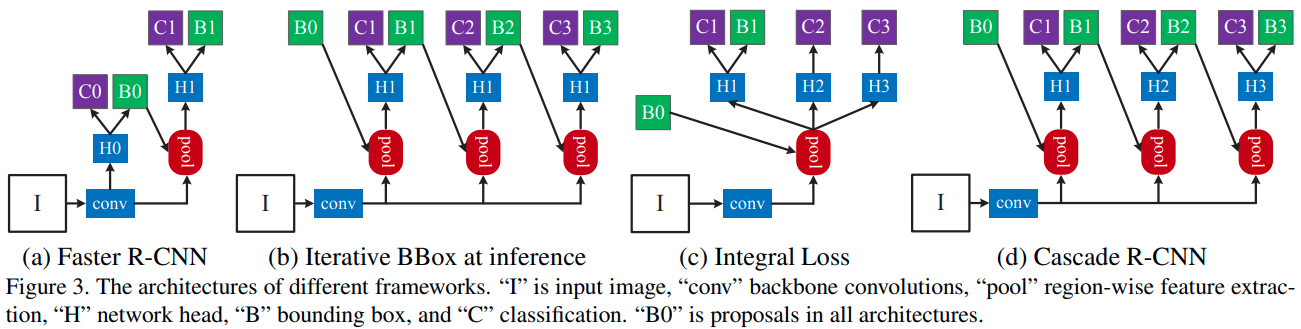 C1 B1
C0 B0
H1
H0
pool
I
conv
(a) Faster R-CNN
B0 C1 B1 C2 B2 C3 B3
H1 H1 H1
pool pool pool
I
conv
(b) Iterative BBox at inference
C1 B1 C2 C3
H1 H2 H3
B0
pool
I
conv
(c) Integral Loss
B0 C1 B1 C2 B2 C3 B3
H1 H2 H3
pool pool pool
I
conv
(d) Cascade R-CNN
Figure 3. The architectures of different frameworks. “I” is input image, “conv” backbone convolutions, “pool” region-wise feature extrac-
tion, “H” network head, “B” bounding box, and “C” classification. “B0” is proposals in all architectures.